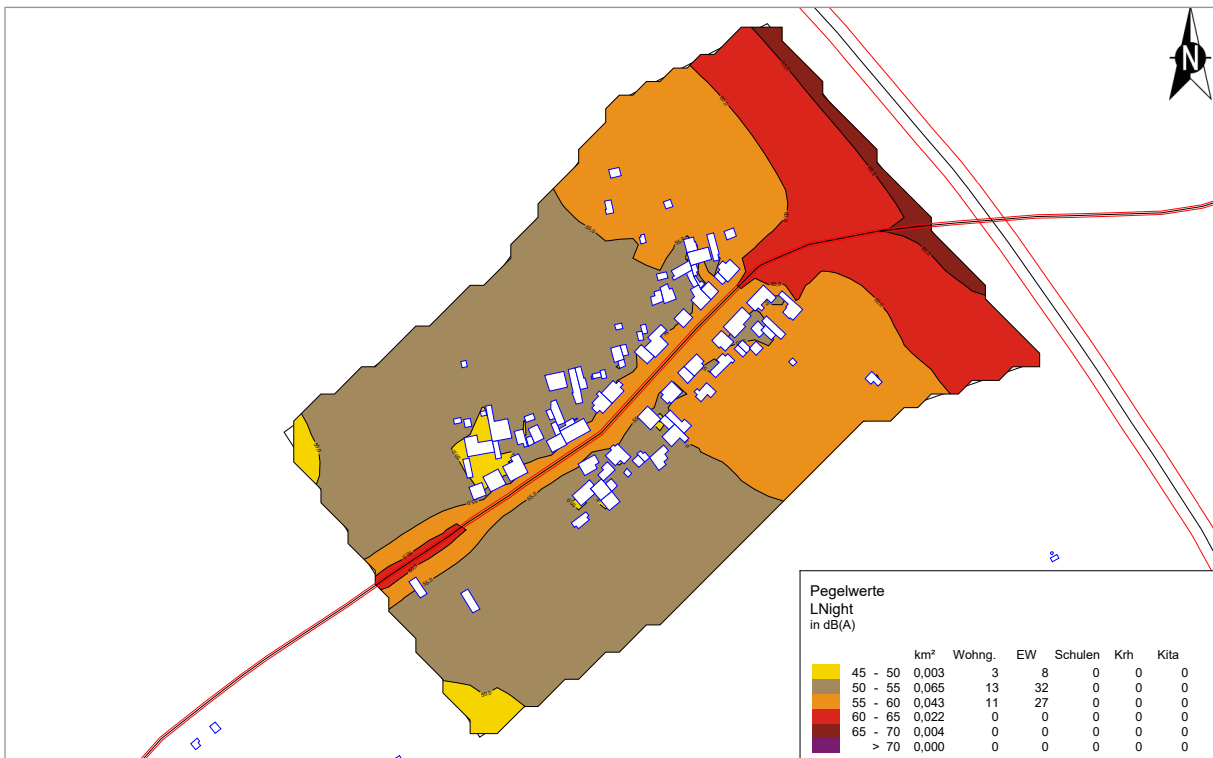 N
Pegelwerte
LNight
in dB(A)
km² Wohng. EW Schulen Krh Kita
45 - 50 0,003 3 8 0 0 0
50 - 55 0,065 13 32 0 0 0
55 - 60 0,043 11 27 0 0 0
60 - 65 0,022 0 0 0 0 0
65 - 70 0,004 0 0 0 0 0
> 70 0,000 0 0 0 0 0